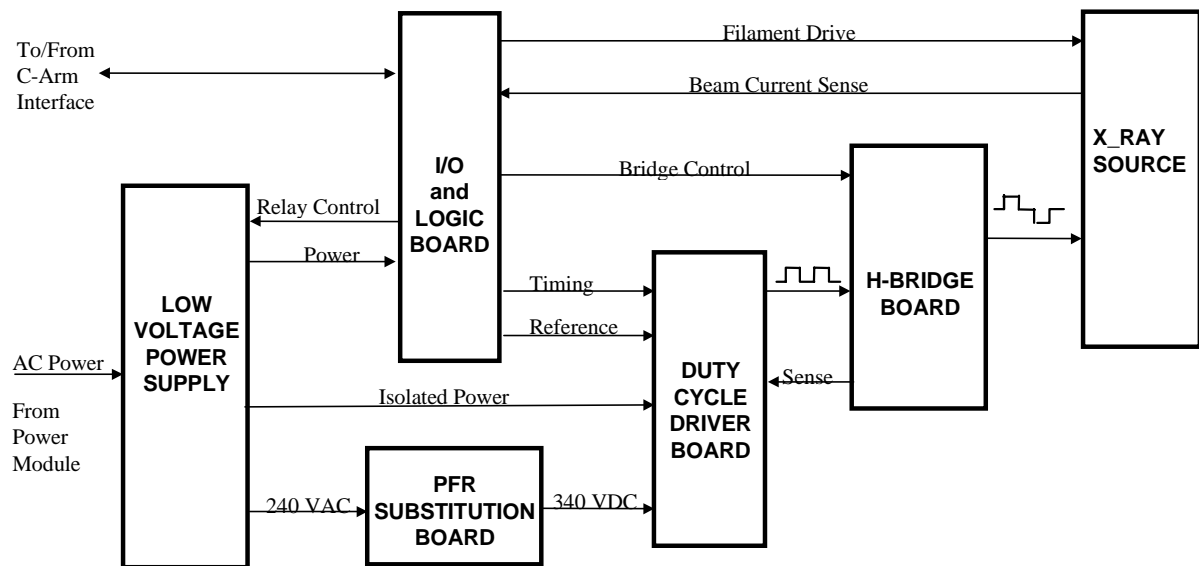 To/From
C-Arm
Interface
Filament Drive
Beam Current Sense
X_RAY
SOURCE
I/O
and
LOGIC
BOARD
Bridge Control
Relay Control
Power
Timing
Reference
H-BRIDGE
BOARD
LOW
VOLTAGE
POWER
SUPPLY
AC Power
From
Power
Module
Isolated Power
DUTY
CYCLE
DRIVER
BOARD
Sense
240 VAC
PFR
SUBSTITUTION
BOARD
340 VDC